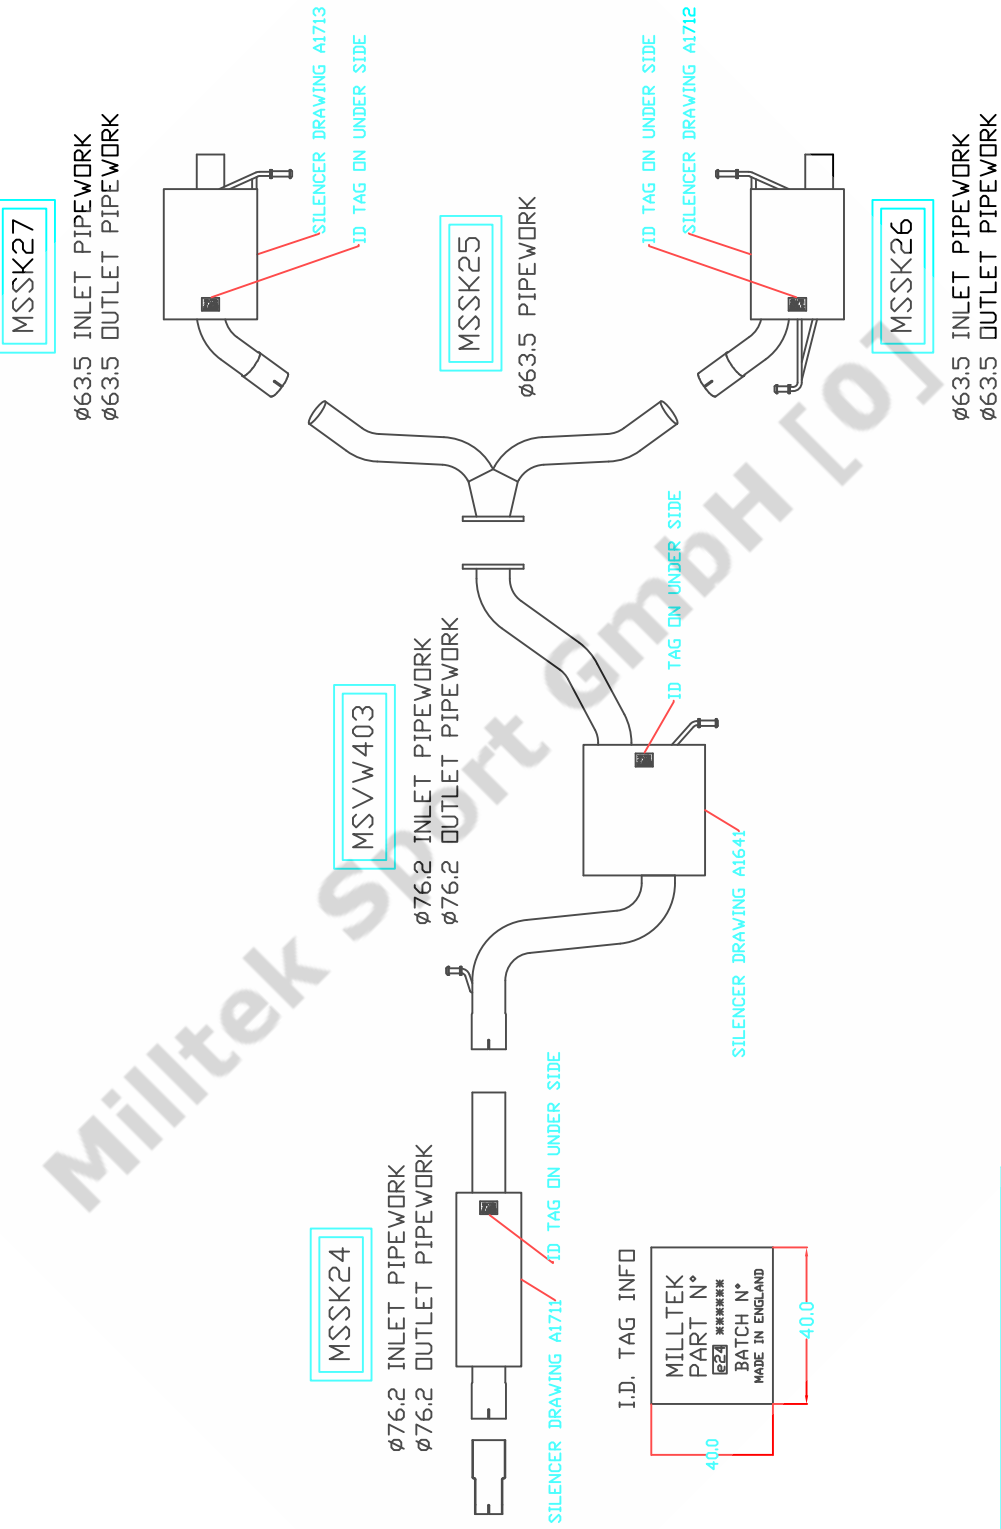 MSSK27
ø63.5 INLET PIPEWORK
ø63.5 OUTLET PIPEWORK
SILENCER DRAWING A1713
ID TAG ON UNDER SIDE
MSSK25
ø63.5 PIPEWORK
ID TAG ON UNDER SIDE
SILENCER DRAWING A1712
MSSK26
ø63.5 INLET PIPEWORK
ø63.5 OUTLET PIPEWORK
MSVW403
ø76.2 INLET PIPEWORK
ø76.2 OUTLET PIPEWORK
ID TAG ON UNDER SIDE
SILENCER DRAWING A1641
MSSK24
ø76.2 INLET PIPEWORK
ø76.2 OUTLET PIPEWORK
ID TAG ON UNDER SIDE
SILENCER DRAWING A1711
I.D. TAG INFO
MILLTEK
PART N°
e24 ******
BATCH N°
MADE IN ENGLAND
40.0
40.0
Milltek Sport GmbH [0]